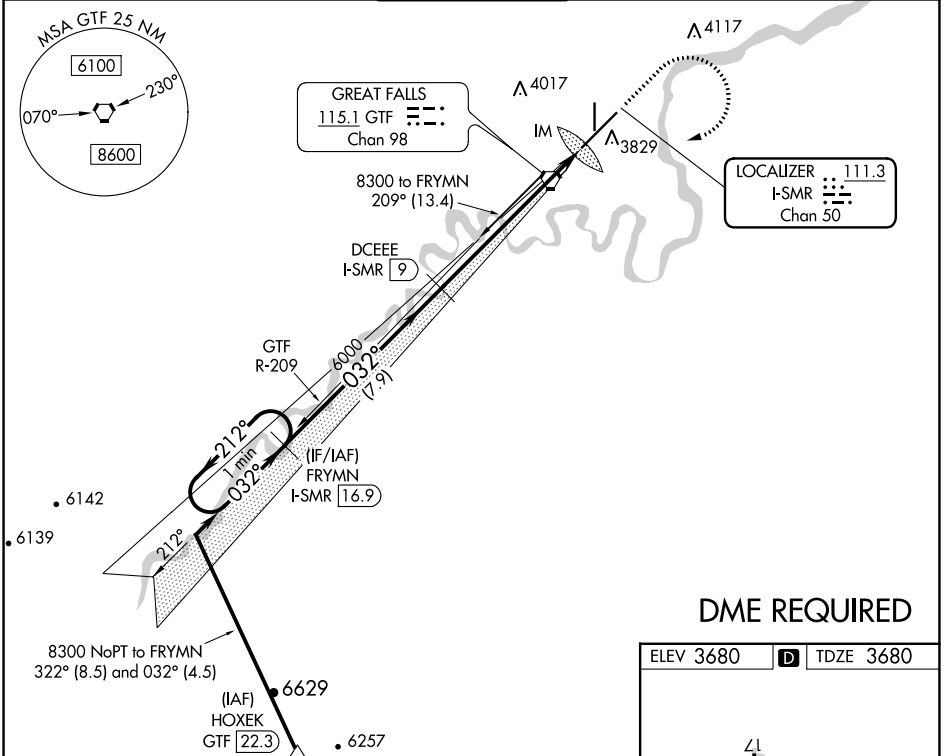 MSA GTF 25 NM
6100
230°
070°
8600
GREAT FALLS
115.1 GTF
Chan 98
4017
4117
IM
3829
LOCALIZER 111.3
I-SMR
Chan 50
8300 to FRYMN
209° (13.4)
DCEEE
I-SMR 9
GTF
R-209
6000
032°
(7.9)
212°
1 min
032°
(IF/IAF)
FRYMN
I-SMR 16.9
212°
6142
6139
8300 NoPT to FRYMN
322° (8.5) and 032° (4.5)
(IAF)
HOXEK
GTF 22.3
6629
6257
DME REQUIRED
ELEV 3680 D TDZE 3680
17